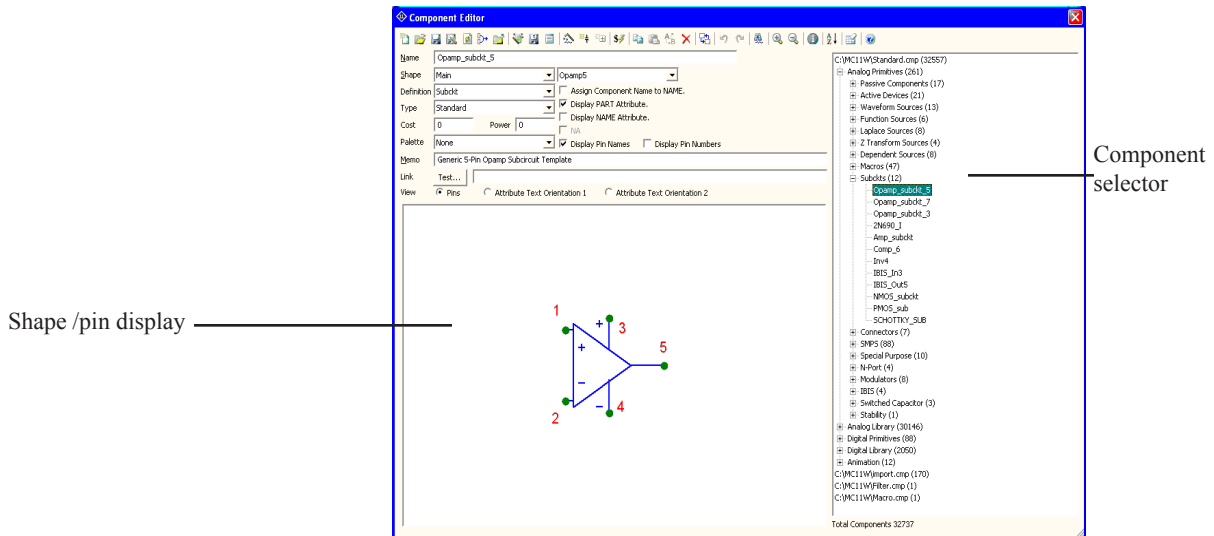 Component Editor
Name Opamp_subckt_5
Shape Main Opamp5
Definition Subckt Assign Component Name to NAME.
Type Standard Display PART Attribute.
Display NAME Attribute.
Cost 0 Power 0
NA
Palette None Display Pin Names Display Pin Numbers
Memo Generic 5-Pin Opamp Subcircuit Template
Link Test...
View Pins Attribute Text Orientation 1 Attribute Text Orientation 2
1
+
3
+
5
−
−
4
2
C:\MC11W\Standard.cmp (32557)
Analog Primitives (261)
Passive Components (17)
Active Devices (21)
Waveform Sources (13)
Function Sources (6)
Laplace Sources (8)
Z Transform Sources (4)
Dependent Sources (8)
Macros (47)
Subckts (12)
Opamp_subckt_5
Opamp_subckt_7
Opamp_subckt_3
2N690_I
Amp_subckt
Comp_6
Inv4
IBIS_In3
IBIS_Out5
NMOS_subckt
PMOS_sub
SCHOTTKY_SUB
Connectors (7)
SMPS (88)
Special Purpose (10)
N-Port (4)
Modulators (8)
IBIS (4)
Switched Capacitor (3)
Stability (1)
Analog Library (30146)
Digital Primitives (88)
Digital Library (2050)
Animation (12)
C:\MC11W\import.cmp (170)
C:\MC11W\Filter.cmp (1)
C:\MC11W\Macro.cmp (1)
Total Components 32737
Component
selector
Shape /pin display